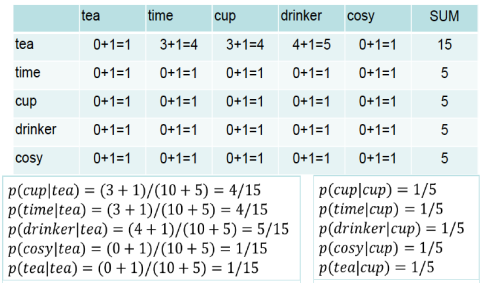 tea time cup drinker cosy SUM
tea 0+1=1 3+1=4 3+1=4 4+1=5 0+1=1 15
time 0+1=1 0+1=1 0+1=1 0+1=1 0+1=1 5
cup 0+1=1 0+1=1 0+1=1 0+1=1 0+1=1 5
drinker 0+1=1 0+1=1 0+1=1 0+1=1 0+1=1 5
cosy 0+1=1 0+1=1 0+1=1 0+1=1 0+1=1 5
p(cup|tea) = (3 + 1)/(10 + 5) = 4/15
p(time|tea) = (3 + 1)/(10 + 5) = 4/15
p(drinker|tea) = (4 + 1)/(10 + 5) = 5/15
p(cosy|tea) = (0 + 1)/(10 + 5) = 1/15
p(tea|tea) = (0 + 1)/(10 + 5) = 1/15
p(cup|cup) = 1/5
p(time|cup) = 1/5
p(drinker|cup) = 1/5
p(cosy|cup) = 1/5
p(tea|cup) = 1/5